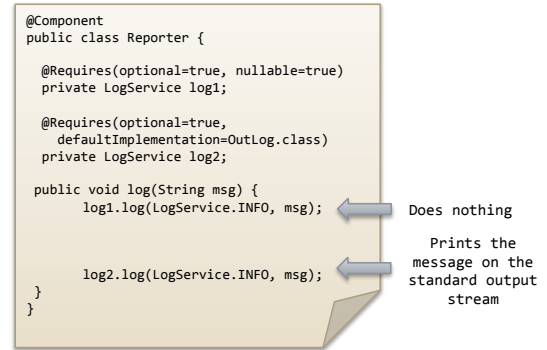 @Component
public class Reporter {
@Requires(optional=true, nullable=true)
private LogService log1;
@Requires(optional=true,
defaultImplementation=OutLog.class)
private LogService log2;
public void log(String msg) {
log1.log(LogService.INFO, msg);
Does nothing
log2.log(LogService.INFO, msg);
Prints the
message on the
standard output
stream
}
}